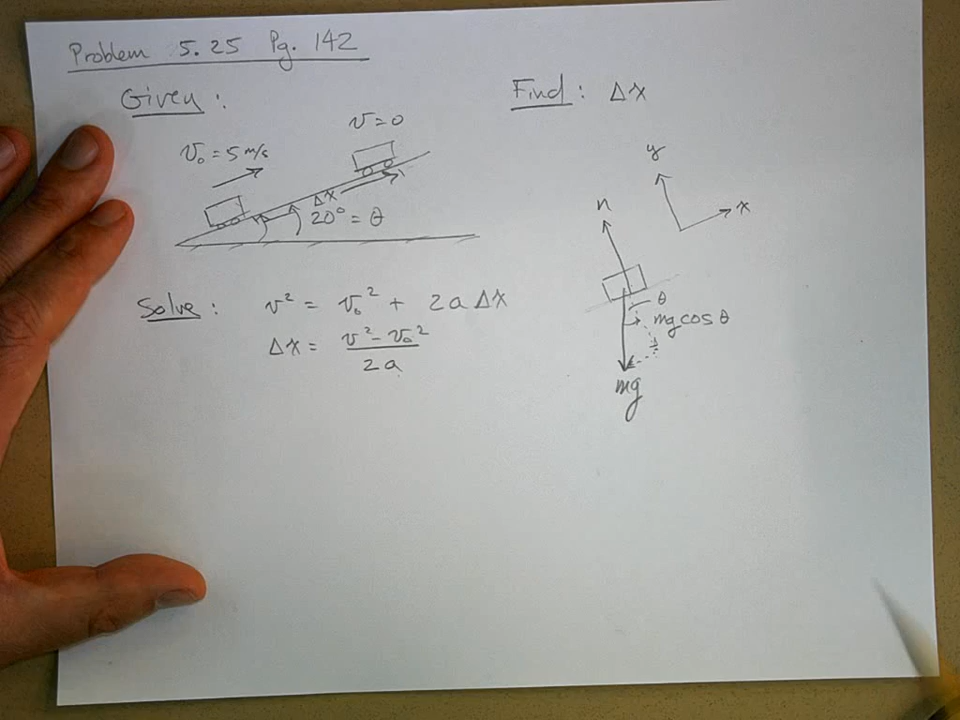 Problem 5.25 Pg. 142
Given:
Find: Δx
v=0
v₀ = 5 m/s
Δx
20° = θ
y
x
n
θ
mg cos θ
mg
Solve: v² = v₀² + 2aΔx
Δx = (v² - v₀²) / 2a